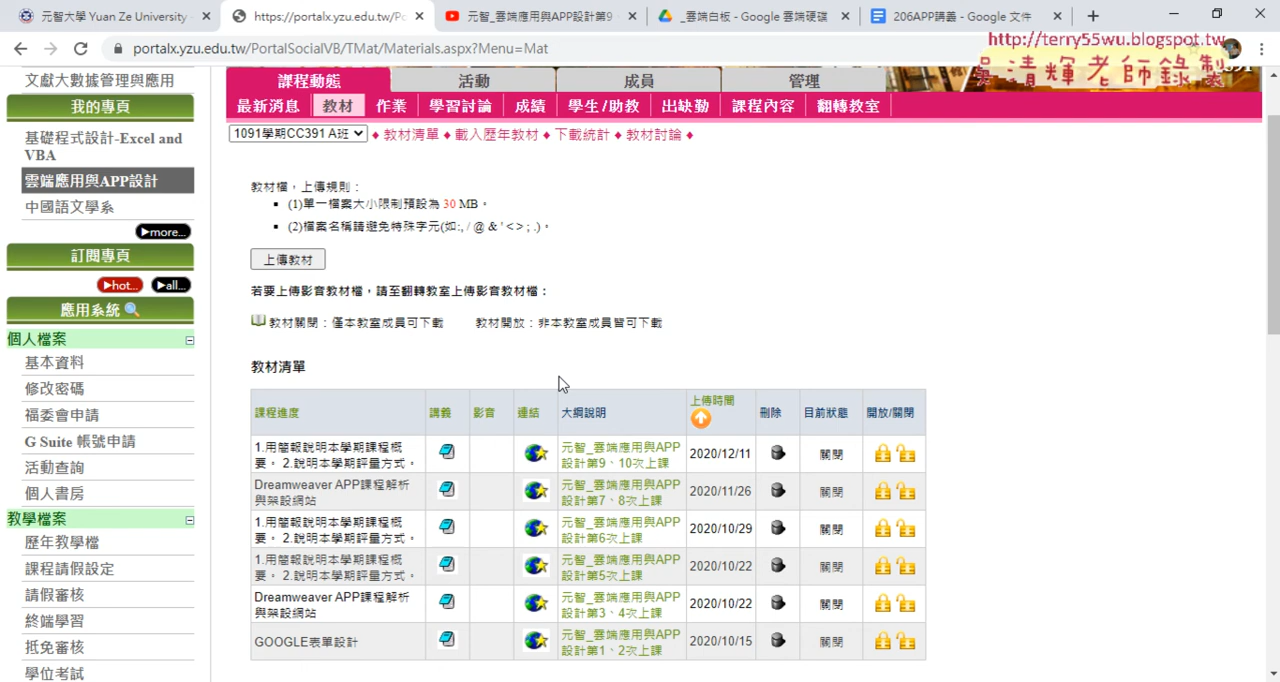 元智大學 Yuan Ze University
https://portalx.yzu.edu.tw/Po
元智_雲端應用與APP設計第9
_雲端白板 - Google 雲端硬碟
206APP講義 - Google 文件
portalx.yzu.edu.tw/PortalSocialVB/TMat/Materials.aspx?Menu=Mat
http://terry55wu.blogspot.tw
吳清輝老師錄製
文獻大數據管理與應用
我的專頁
基礎程式設計-Excel and
VBA
雲端應用與APP設計
中國語文學系
▶more...
訂閱專頁
▶hot...
▶all...
應用系統
個人檔案
基本資料
修改密碼
福委會申請
G Suite 帳號申請
活動查詢
個人書房
教學檔案
歷年教學檔
課程請假設定
請假審核
終端學習
抵免審核
學位考試
課程動態 活動 成員 管理
最新消息 教材 作業 學習討論 成績 學生/助教 出缺勤 課程內容 翻轉教室
1091學期CC391 A班 ♦ 教材清單 ♦ 載入歷年教材 ♦ 下載統計 ♦ 教材討論 ♦
教材檔，上傳規則：
(1)單一檔案大小限制預設為 30 MB。
(2)檔案名稱請避免特殊字元(如:, / @ & ' < > ; .)。
上傳教材
若要上傳影音教材檔，請至翻轉教室上傳影音教材檔：
教材關閉：僅本教室成員可下載 教材開放：非本教室成員皆可下載
教材清單
課程進度 講義 影音 連結 大綱說明 上傳時間 刪除 目前狀態 開放/關閉
1.用簡報說明本學期課程概
要。 2.說明本學期評量方式。
元智_雲端應用與APP
設計第9、10次上課
2020/12/11 關閉
Dreamweaver APP課程解析
與架設網站
元智_雲端應用與APP
設計第7、8次上課
2020/11/26 關閉
1.用簡報說明本學期課程概
要。 2.說明本學期評量方式。
元智_雲端應用與APP
設計第6次上課
2020/10/29 關閉
1.用簡報說明本學期課程概
要。 2.說明本學期評量方式。
元智_雲端應用與APP
設計第5次上課
2020/10/22 關閉
Dreamweaver APP課程解析
與架設網站
元智_雲端應用與APP
設計第3、4次上課
2020/10/22 關閉
GOOGLE表單設計
元智_雲端應用與APP
設計第1、2次上課
2020/10/15 關閉